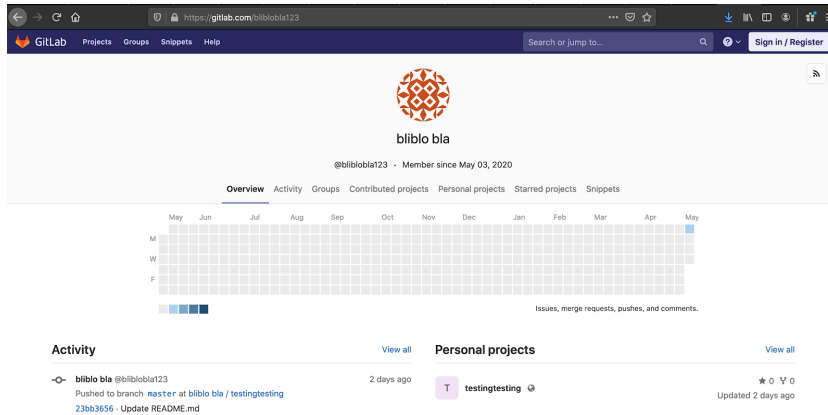 https://gitlab.com/bliblobla123
GitLab Projects Groups Snippets Help Search or jump to... Sign in / Register
bliblo bla
@bliblobla123 · Member since May 03, 2020
Overview Activity Groups Contributed projects Personal projects Starred projects Snippets
May Jun Jul Aug Sep Oct Nov Dec Jan Feb Mar Apr May
M
W
F
Issues, merge requests, pushes, and comments.
Activity View all
Personal projects View all
bliblo bla @bliblobla123 2 days ago
Pushed to branch master at bliblo bla / testingtesting
23bb3656 · Update README.md
T testingtesting ★ 0 0
Updated 2 days ago